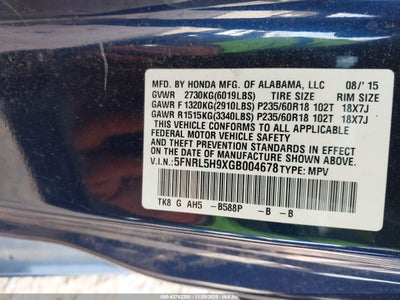 MFD. BY HONDA MFG. OF ALABAMA, LLC 08/'15
GVWR 2730KG(6019LBS) TIRE SIZE RIM SIZE
GAWR F 1320KG(2910LBS) P235/60R18 102T 18X7J
GAWR R1515KG(3340LBS) P235/60R18 102T 18X7J
THIS VEHICLE CONFORMS TO ALL APPLICABLE
FEDERAL MOTOR VEHICLE SAFETY, BUMPER, AND
THEFT PREVENTION STANDARDS IN EFFECT ON
THE DATE OF MANUFACTURE SHOWN ABOVE.
V.I.N:5FNRL5H9XGB004678 TYPE: MPV
TK8 G AH5 -B588P -B -B